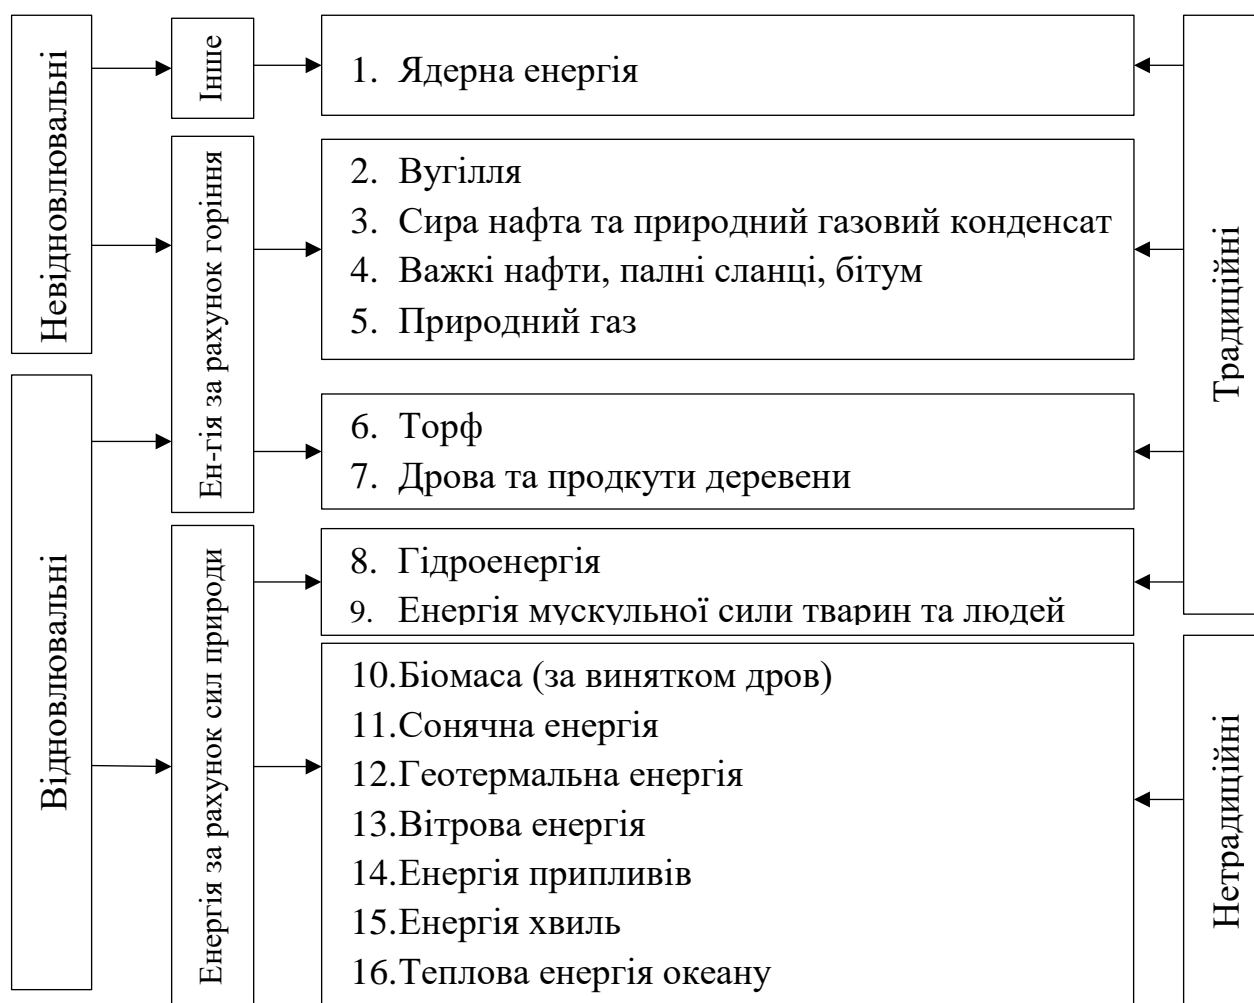 Невідновлювальні
Відновлювальні
Інше
Ен-гія за рахунок горіння
Енергія за рахунок сил природи
1. Ядерна енергія
2. Вугілля
3. Сира нафта та природний газовий конденсат
4. Важкі нафти, палні сланці, бітум
5. Природний газ
6. Торф
7. Дрова та продкути деревени
8. Гідроенергія
9. Енергія мускульної сили тварин та людей
10.Біомаса (за винятком дров)
11.Сонячна енергія
12.Геотермальна енергія
13.Вітрова енергія
14.Енергія припливів
15.Енергія хвиль
16.Теплова енергія океану
Традиційні
Нетрадиційні